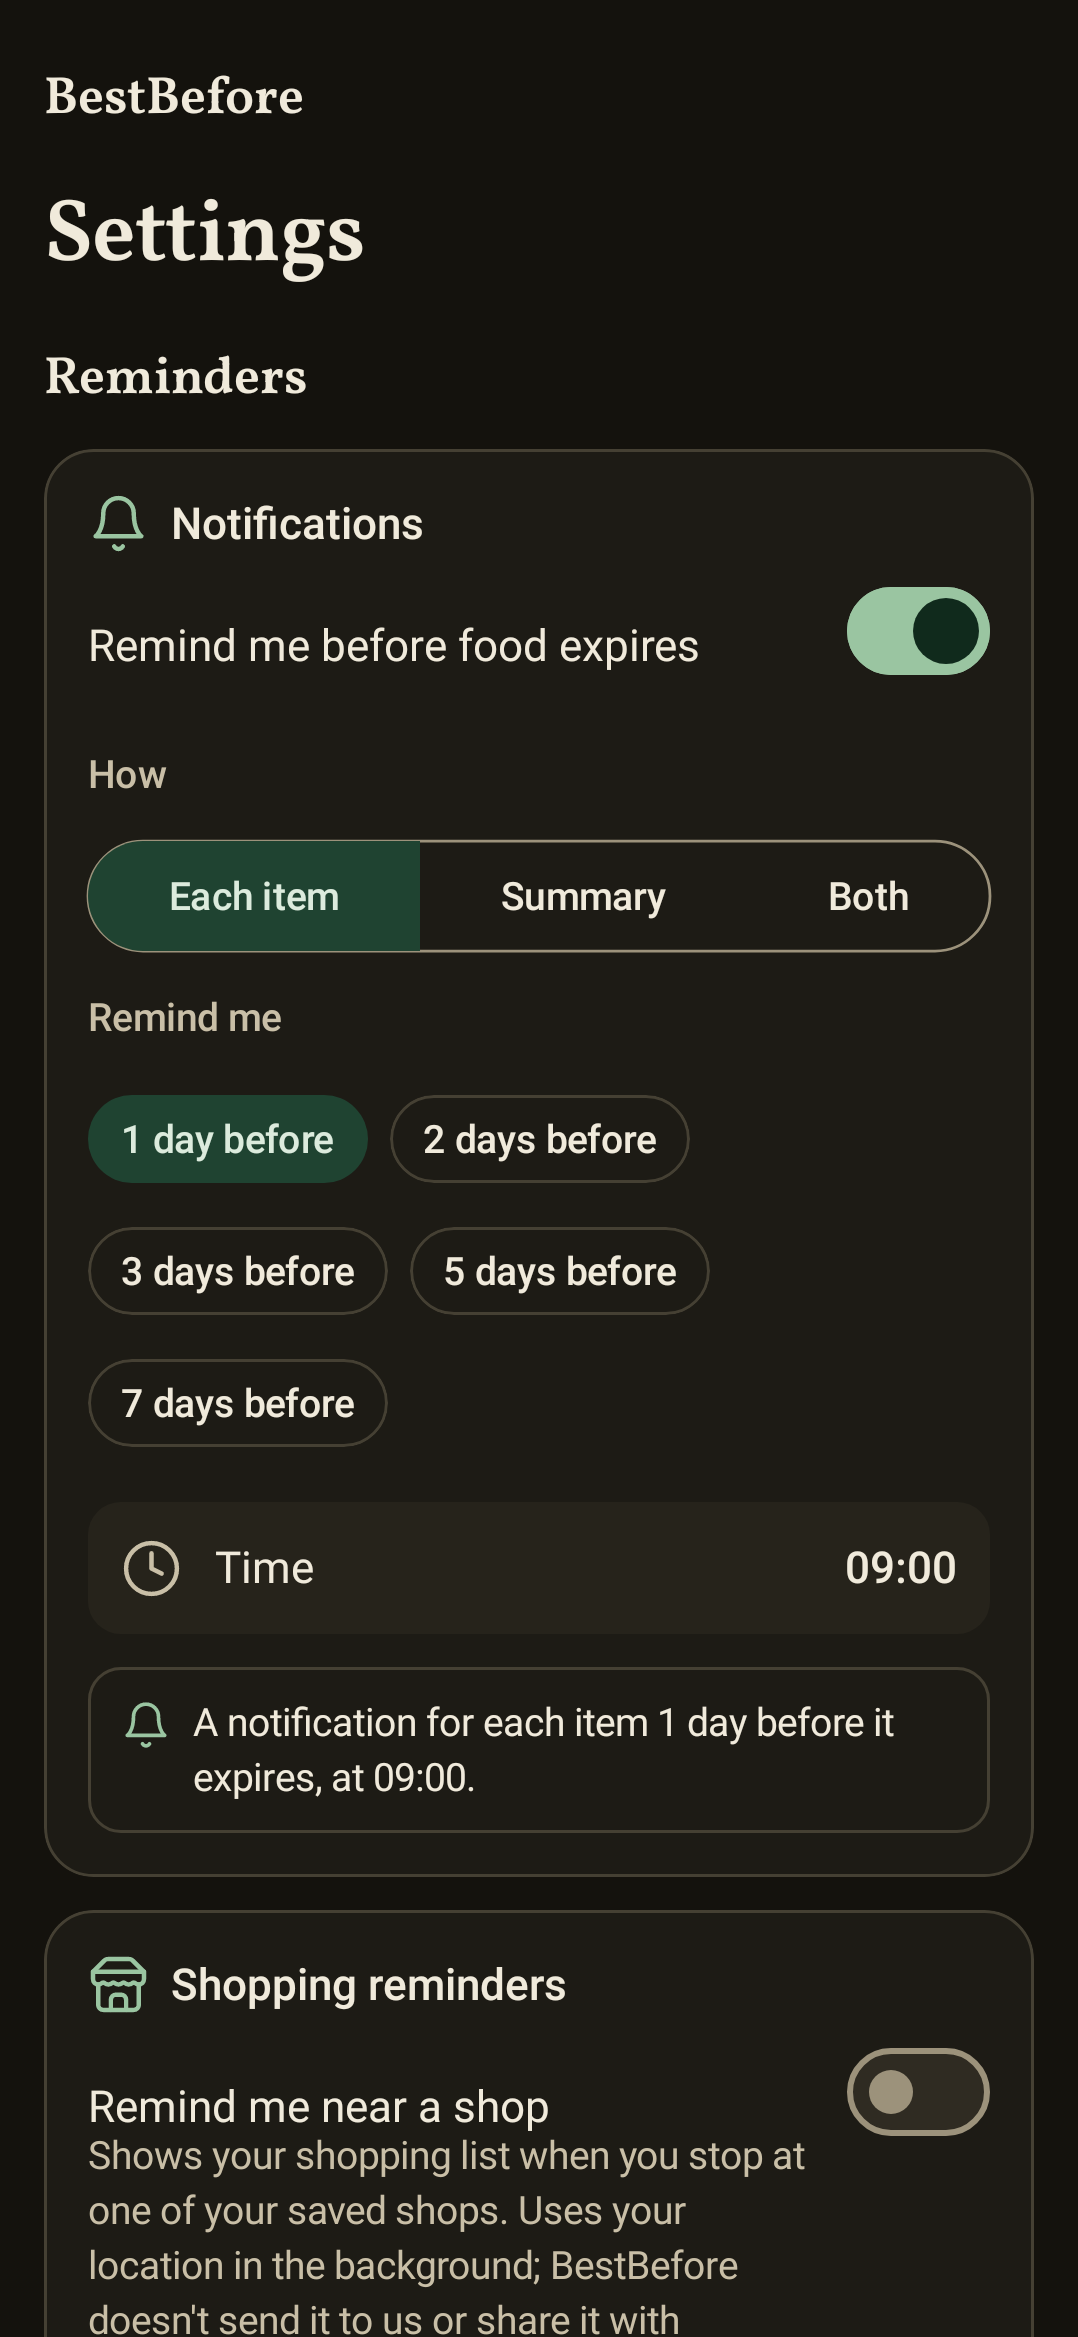 BestBefore
Settings
Reminders
Notifications
Remind me before food expires
How
Each item Summary Both
Remind me
1 day before 2 days before
3 days before 5 days before
7 days before
Time 09:00
A notification for each item 1 day before it
expires, at 09:00.
Shopping reminders
Remind me near a shop
Shows your shopping list when you stop at
one of your saved shops. Uses your
location in the background; BestBefore
doesn't send it to us or share it with